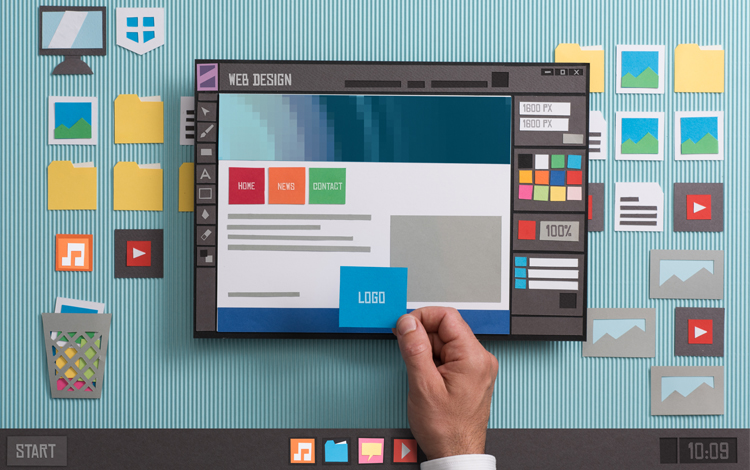 WEB DESIGN
1600 PX
1600 PX
HOME
NEWS
CONTACT
A
100%
LOGO
START
10:09